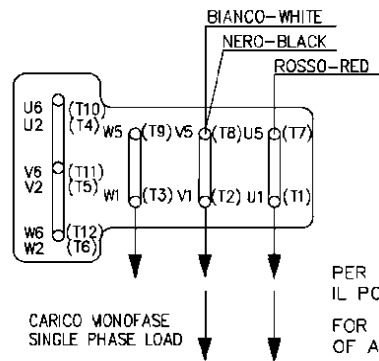 BIANCO-WHITE
NERO-BLACK
ROSSO-RED
U6 (T10)
U2 (T4)
W5 (T9) V5 (T8) U5 (T7)
V6 (T11)
V2 (T5)
W1 (T3) V1 (T2) U1 (T1)
W6 (T12)
W2 (T6)
PER
IL PO
CARICO MONOFASE
SINGLE PHASE LOAD
FOR
OF A